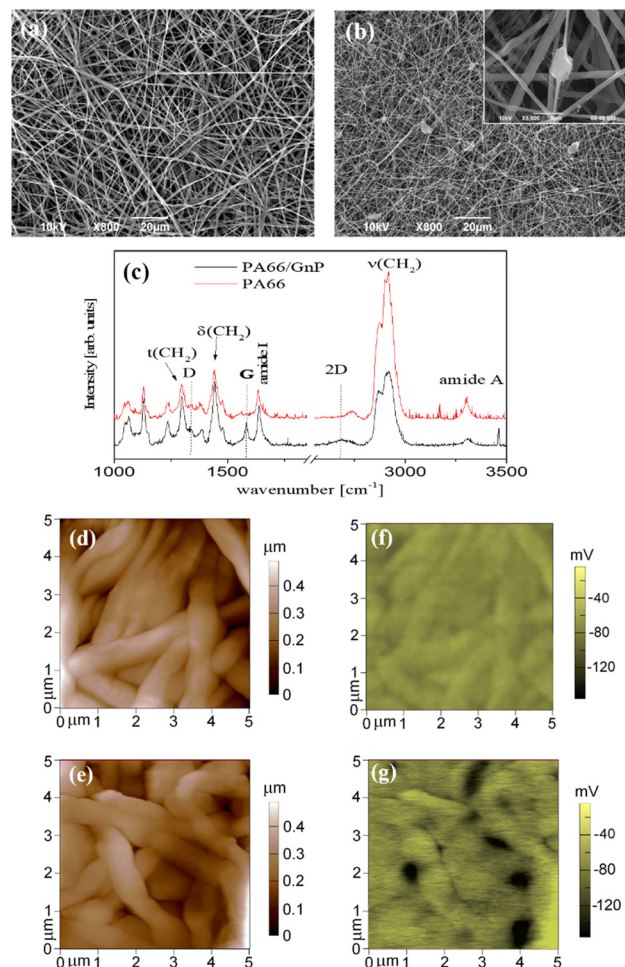 (a)
10kV X800 20μm
(b)
10kV X5,000
10kV X800 20μm
(c)
PA66/GnP
PA66
ν(CH2)
δ(CH2)
t(CH2)
D
G
amide I
2D
amide A
Intensity [arb. units]
1000 1500 3000 3500
wavenumber [cm-1]
(d)
5
4
3
2
1
μm
0
0 μm 1 2 3 4 5
μm
0.4
0.3
0.2
0.1
0
(f)
5
4
3
2
1
μm
0
0 μm 1 2 3 4 5
mV
-40
-80
-120
(e)
5
4
3
2
1
μm
0
0 μm 1 2 3 4 5
μm
0.4
0.3
0.2
0.1
0
(g)
5
4
3
2
1
μm
0
0 μm 1 2 3 4 5
mV
-40
-80
-120